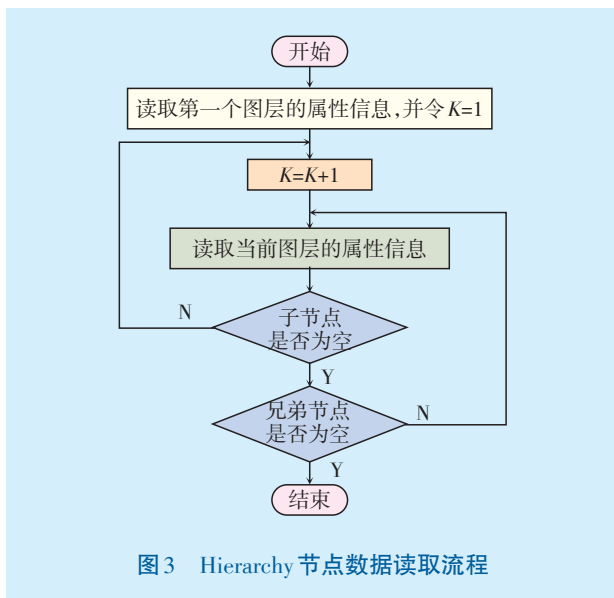 开始
读取第一个图层的属性信息,并令K=1
K=K+1
读取当前图层的属性信息
N
子节点
是否为空
Y
兄弟节点
是否为空
N
Y
结束
图3 Hierarchy节点数据读取流程